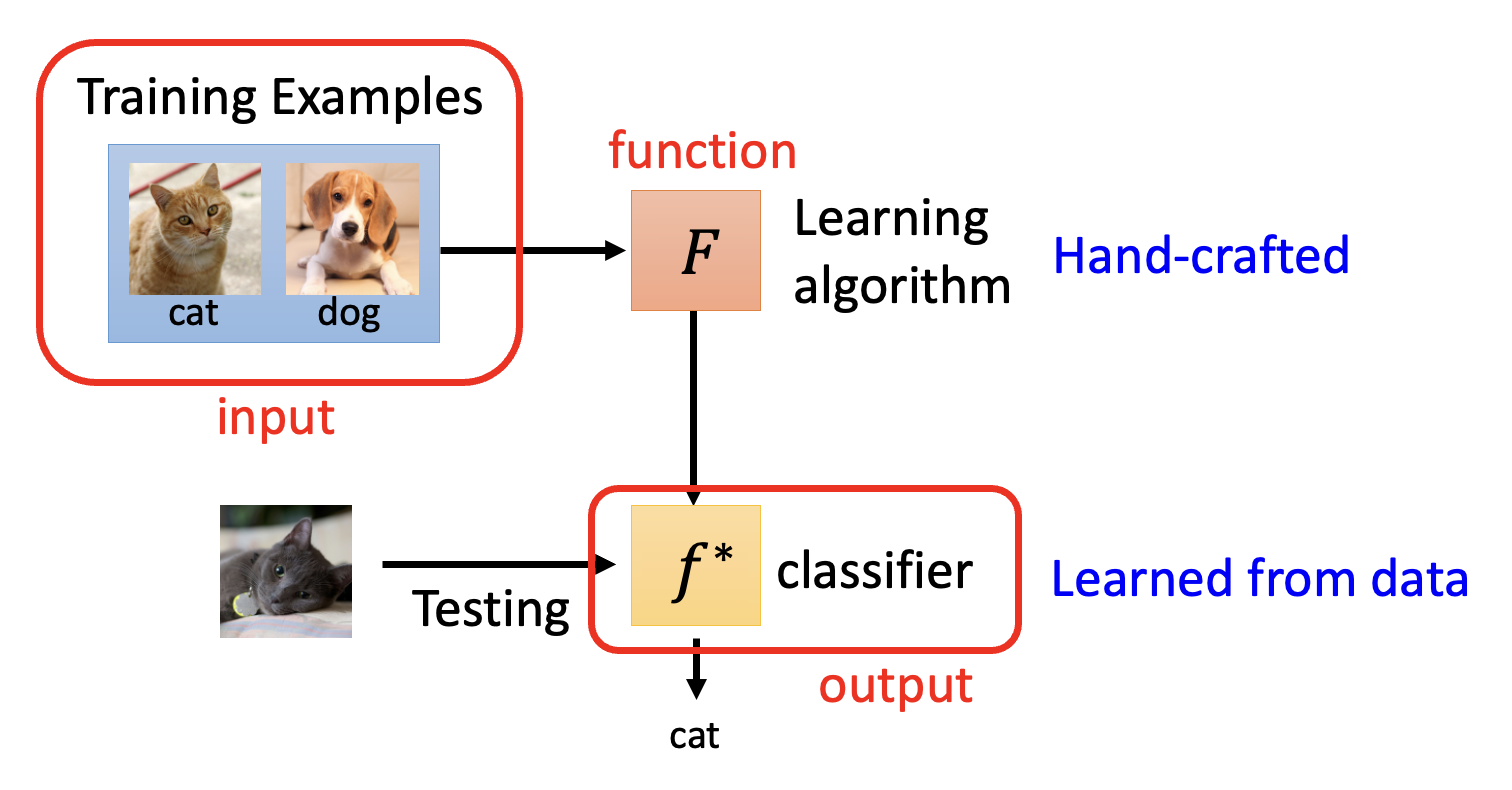 Training Examples
cat
dog
input
function
F
Learning
algorithm
Hand-crafted
Testing
f*
classifier
Learned from data
output
cat